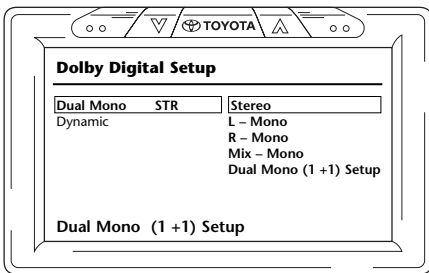 TOYOTA
Dolby Digital Setup
Dual Mono STR Stereo
Dynamic L – Mono
R – Mono
Mix – Mono
Dual Mono (1 +1) Setup
Dual Mono (1 +1) Setup